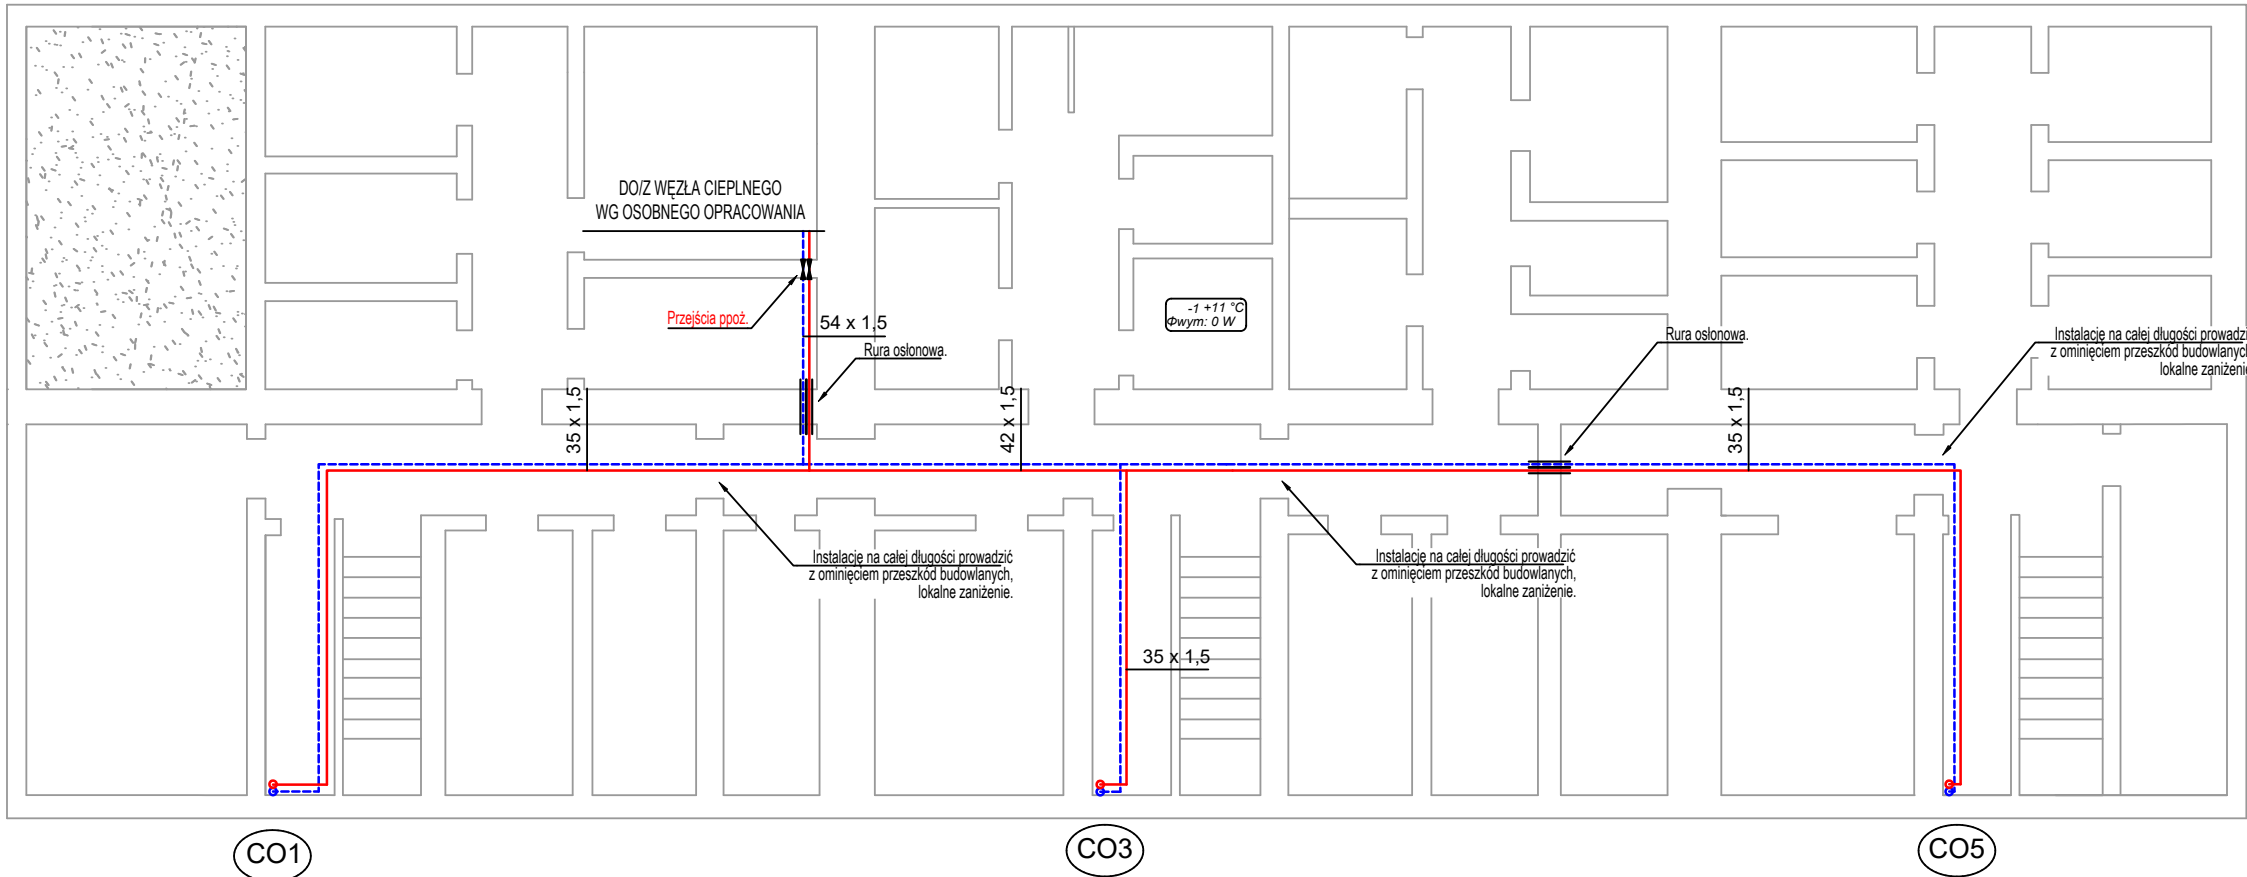 DO/Z WĘZŁA CIEPLNEGO
WG OSOBNEGO OPRACOWANIA
Przejścia ppoż.
54 x 1,5
Rura osłonowa.
-1 +11 °C
Φwym: 0 W
Rura osłonowa.
Instalację na całej długości prowadzi
z ominięciem przeszkód budowlanych
lokalne zaniżenie
35 x 1,5
42 x 1,5
35 x 1,5
Instalację na całej długości prowadzić
z ominięciem przeszkód budowlanych,
lokalne zaniżenie.
Instalację na całej długości prowadzić
z ominięciem przeszkód budowlanych,
lokalne zaniżenie.
35 x 1,5
CO1
CO3
CO5